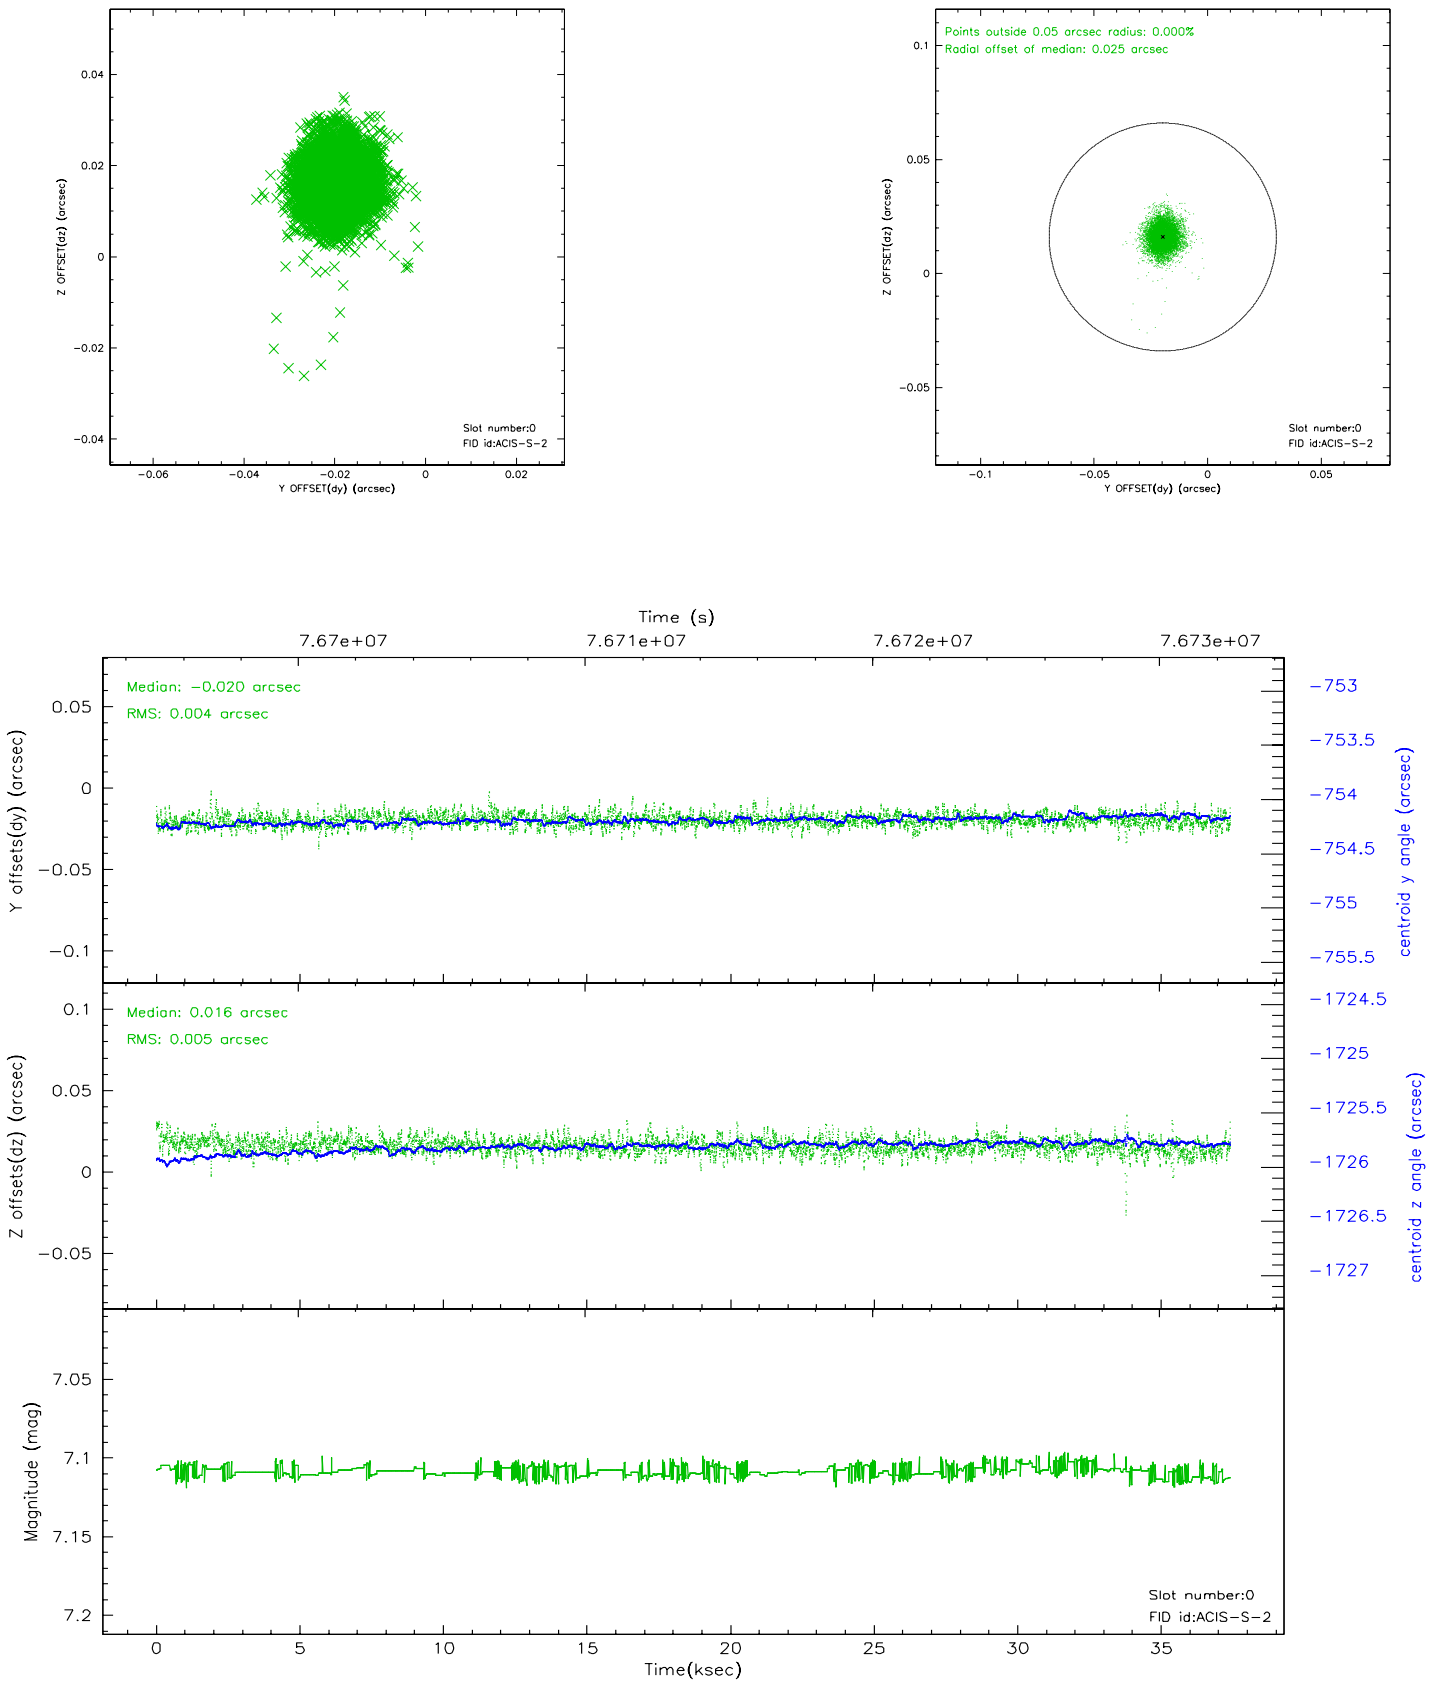 0.04
0.02
0
-0.02
-0.04
Z OFFSET(dz) (arcsec)
Slot number:0
FID id:ACIS-S-2
-0.06 -0.04 -0.02 0 0.02
Y OFFSET(dy) (arcsec)
Points outside 0.05 arcsec radius: 0.000%
Radial offset of median: 0.025 arcsec
0.1
0.05
0
-0.05
Z OFFSET(dz) (arcsec)
Slot number:0
FID id:ACIS-S-2
-0.1 -0.05 0 0.05
Y OFFSET(dy) (arcsec)
Time (s)
7.67e+07 7.671e+07 7.672e+07 7.673e+07
Median: -0.020 arcsec
RMS: 0.004 arcsec
0.05
0
-0.05
-0.1
Y offsets(dy) (arcsec)
-753
-753.5
-754
-754.5
-755
-755.5
centroid y angle (arcsec)
Median: 0.016 arcsec
RMS: 0.005 arcsec
0.1
0.05
0
-0.05
Z offsets(dz) (arcsec)
-1724.5
-1725
-1725.5
-1726
-1726.5
-1727
centroid z angle (arcsec)
7.05
7.1
7.15
7.2
Magnitude (mag)
Slot number:0
FID id:ACIS-S-2
0 5 10 15 20 25 30 35
Time(ksec)